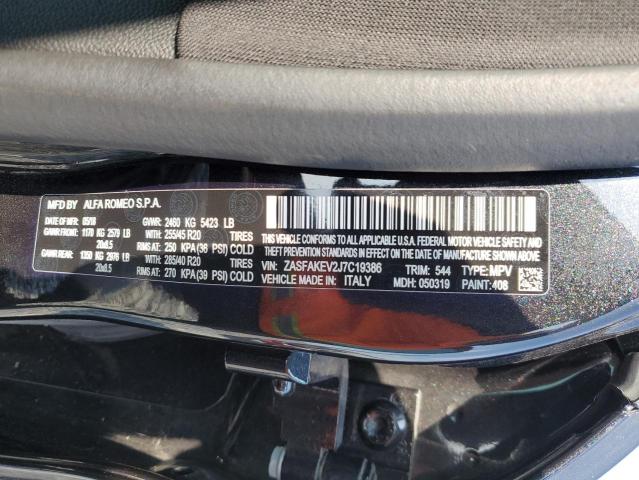 MFD BY ALFA ROMEO S.P.A.
DATE OF MFR 05/18 GVWR: 2460 KG 5423 LB
GAWR FRONT: 1170 KG 2579 LB WITH: 255/45 R20 TIRES
20x8.5 RIMS AT: 250 KPA(36 PSI) COLD
GAWR REAR: 1350 KG 2976 LB WITH: 285/40 R20 TIRES
20x9.5 RIMS AT: 270 KPA(39 PSI) COLD
THIS VEHICLE CONFORMS TO ALL APPLICABLE U.S.A. FEDERAL MOTOR VEHICLE SAFETY AND
THEFT PREVENTION STANDARDS IN EFFECT ON THE DATE OF MANUFACTURE SHOWN ABOVE.
VIN: ZASFAKEV2J7C19386 TRIM: 544 TYPE: MPV
VEHICLE MADE IN: ITALY MDH: 050319 PAINT: 408